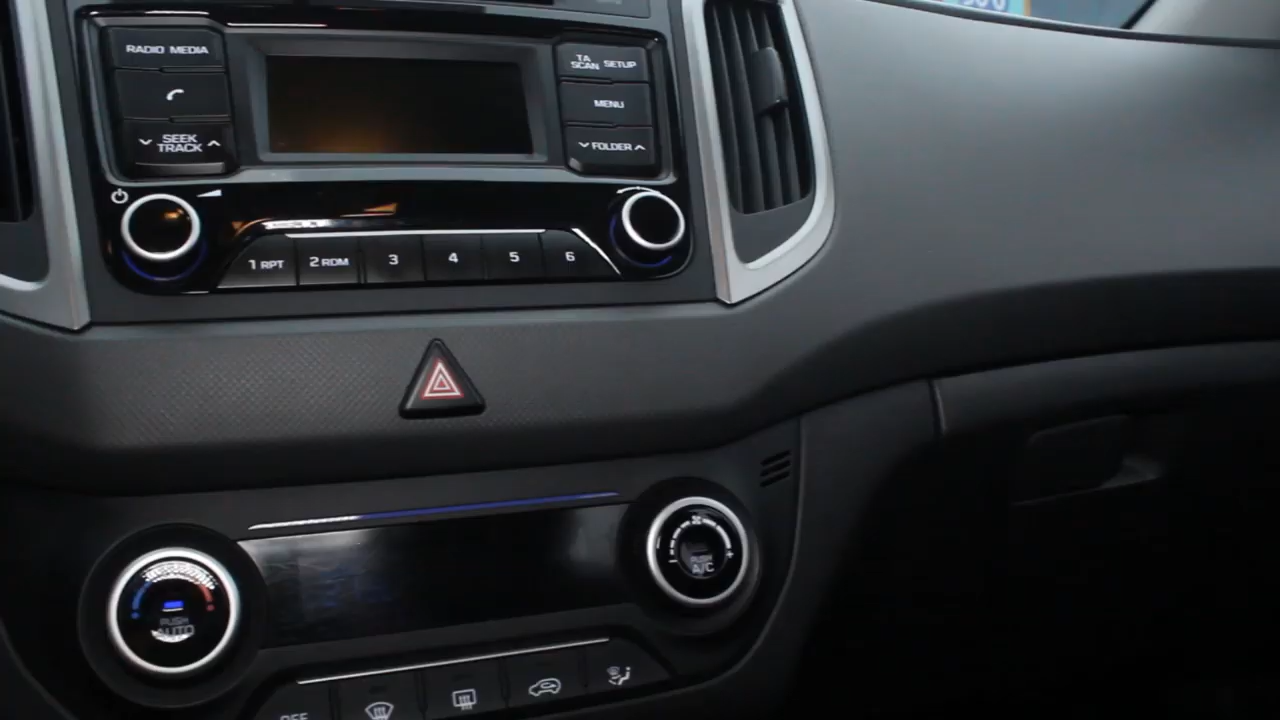 RADIO MEDIA
SEEK
TRACK
TA
SCAN SETUP
MENU
FOLDER
1 RPT
2 RDM
3
4
5
6
PUSH
AUTO
PUSH
A/C
OFF